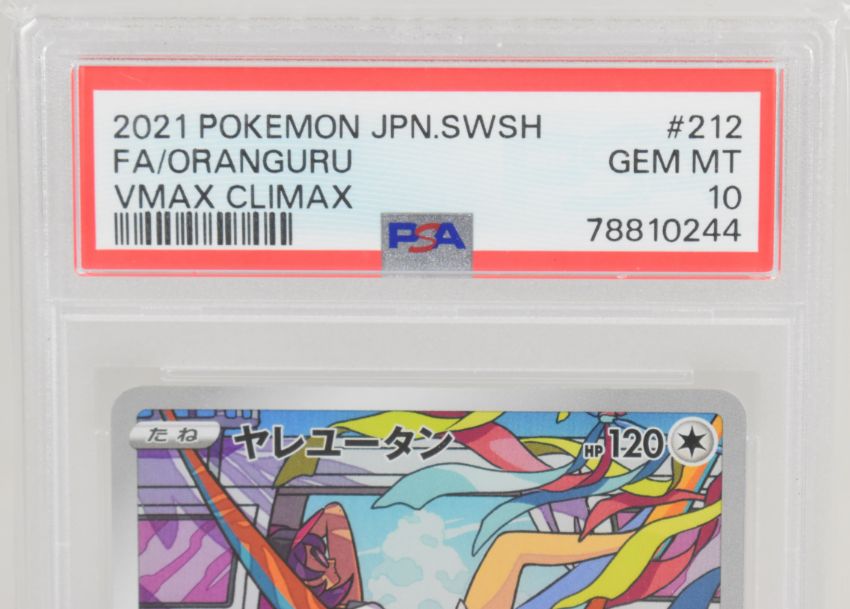 2021 POKEMON JPN.SWSH #212
FA/ORANGURU GEM MT
VMAX CLIMAX 10
PSA 78810244
たね ヤレユータン HP 120